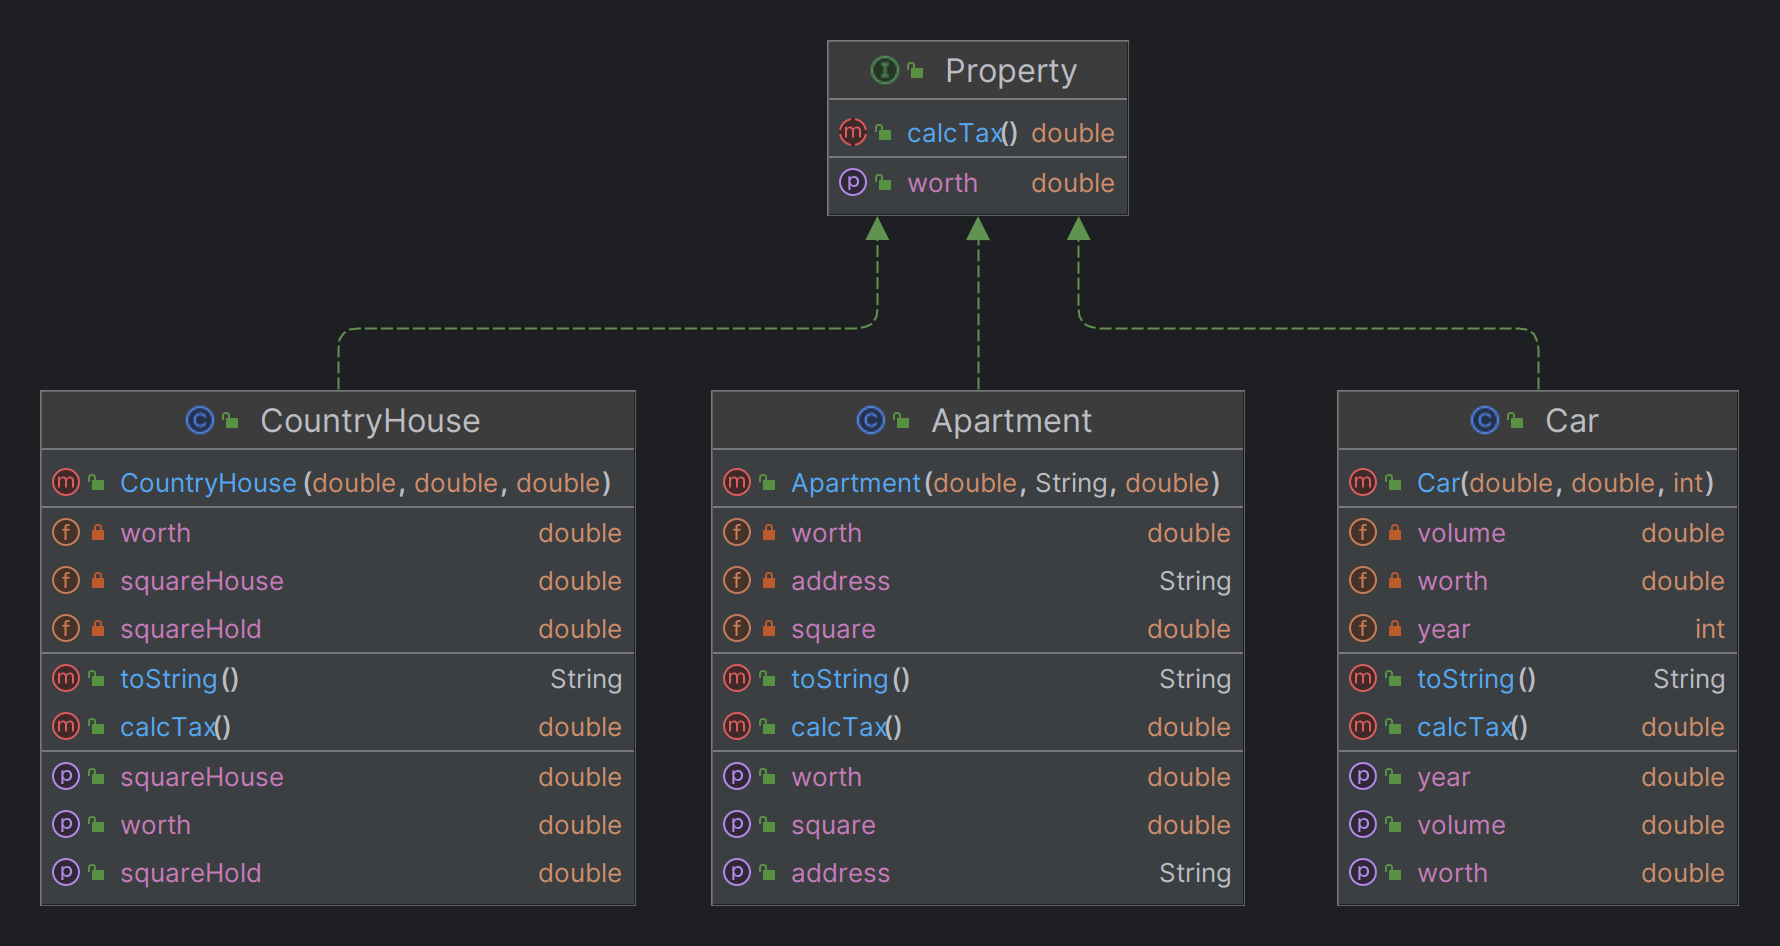 Property
calcTax() double
worth double
CountryHouse
CountryHouse(double, double, double)
worth double
squareHouse double
squareHold double
toString() String
calcTax() double
squareHouse double
worth double
squareHold double
Apartment
Apartment(double, String, double)
worth double
address String
square double
toString() String
calcTax() double
worth double
square double
address String
Car
Car(double, double, int)
volume double
worth double
year int
toString() String
calcTax() double
year double
volume double
worth double